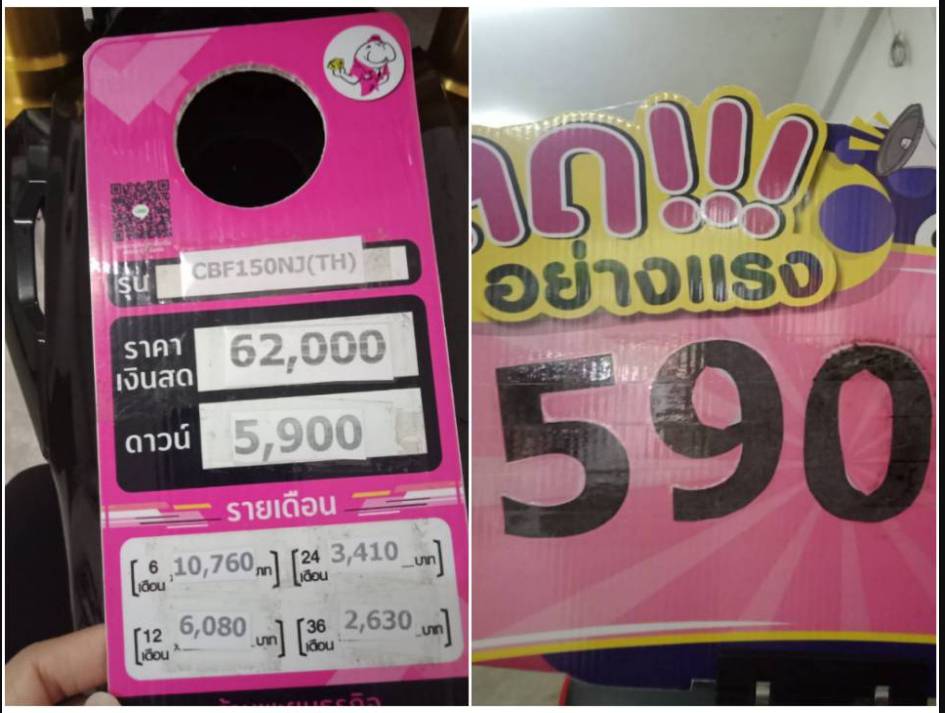 รุ่น CBF150NJ(TH)
ราคา
เงินสด 62,000
ดาวน์ 5,900
รายเดือน
[6 เดือน 10,760 ] [24 เดือน 3,410 บาท]
[12 เดือน 6,080 บาท] [36 เดือน 2,630 บาท]
!!!
อย่างแรง
590